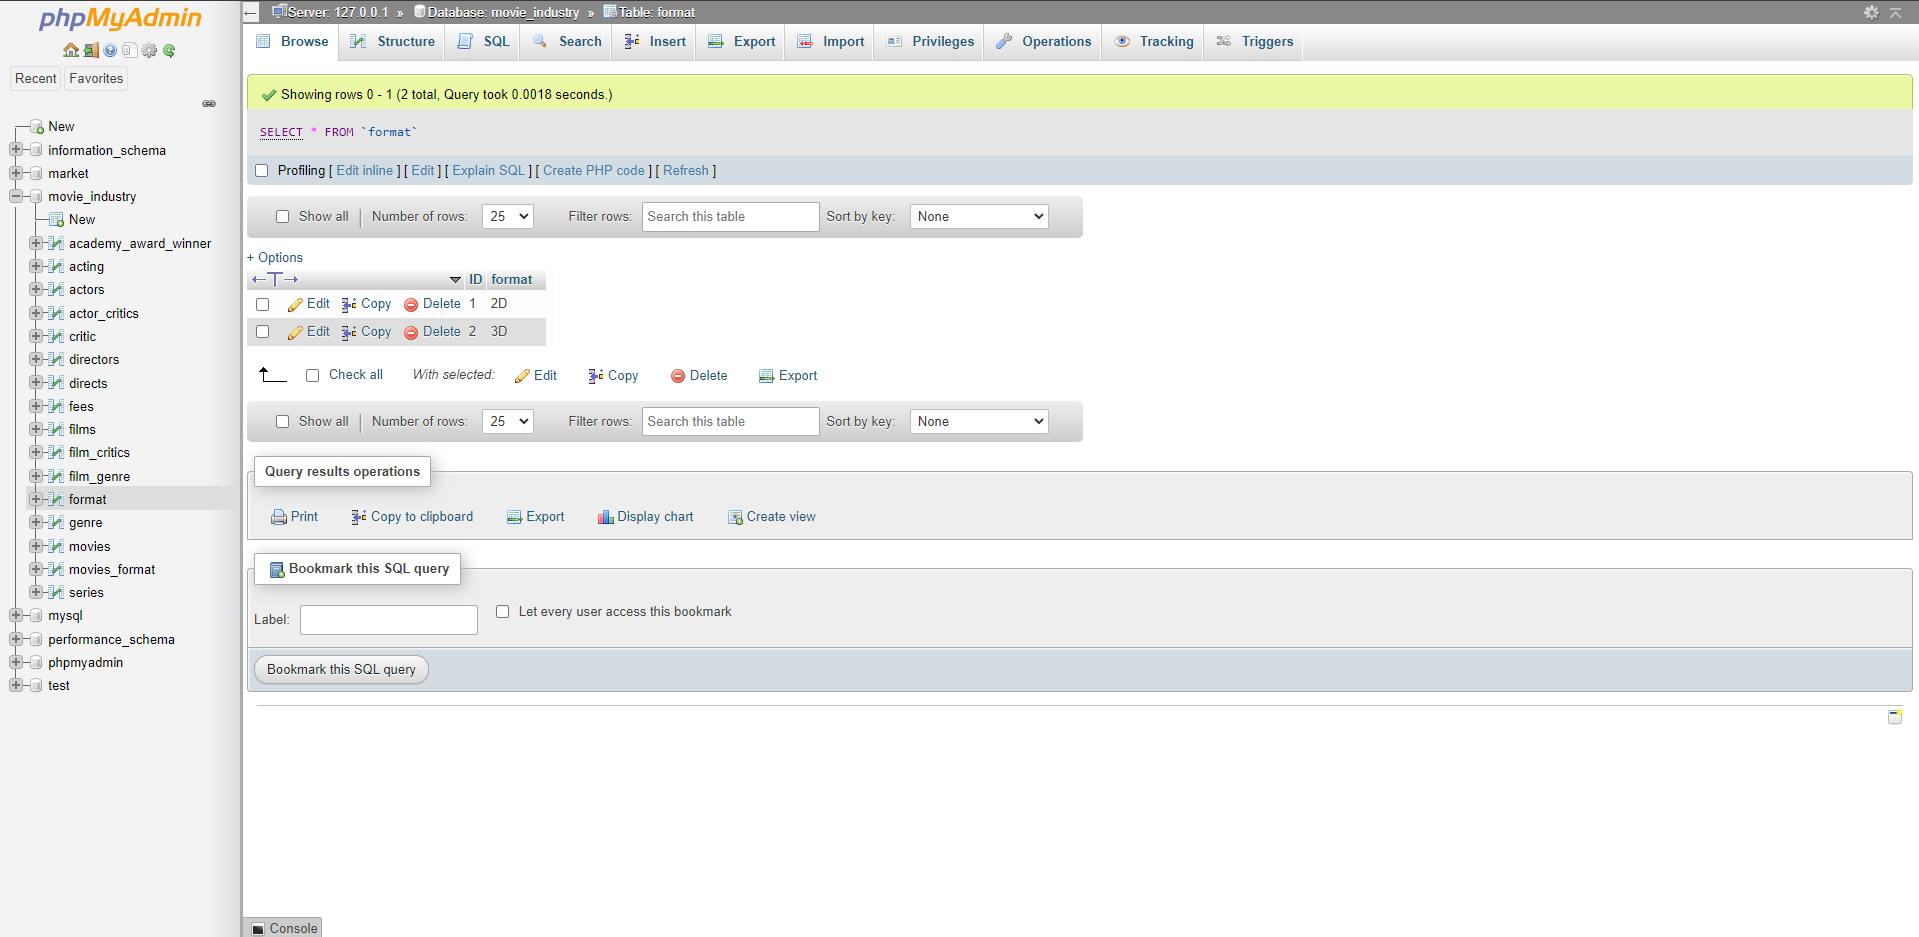 phpMyAdmin
Recent Favorites
New
information_schema
market
movie_industry
New
academy_award_winner
acting
actors
actor_critics
critic
directors
directs
fees
films
film_critics
film_genre
format
genre
movies
movies_format
series
mysql
performance_schema
phpmyadmin
test
Server: 127.0.0.1 » Database: movie_industry » Table: format
Browse Structure SQL Search Insert Export Import Privileges Operations Tracking Triggers
Showing rows 0 - 1 (2 total, Query took 0.0018 seconds.)
SELECT * FROM `format`
Profiling [ Edit inline ] [ Edit ] [ Explain SQL ] [ Create PHP code ] [ Refresh ]
Show all Number of rows: 25 Filter rows: Search this table Sort by key: None
+ Options
←T→ ID format
Edit Copy Delete 1 2D
Edit Copy Delete 2 3D
Check all With selected: Edit Copy Delete Export
Show all Number of rows: 25 Filter rows: Search this table Sort by key: None
Query results operations
Print Copy to clipboard Export Display chart Create view
Bookmark this SQL query
Label: Let every user access this bookmark
Bookmark this SQL query
Console